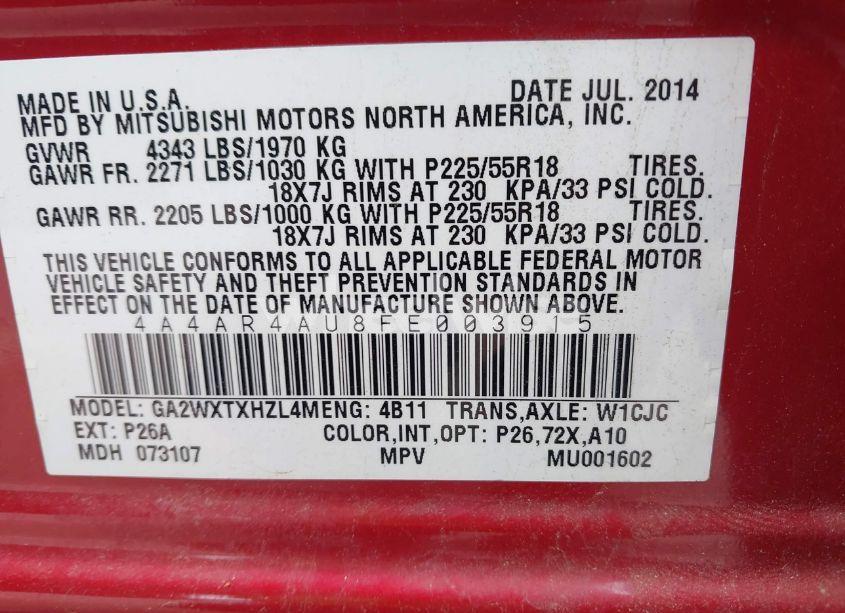 MADE IN U.S.A. DATE JUL. 2014
MFD BY MITSUBISHI MOTORS NORTH AMERICA, INC.
GVWR 4343 LBS/1970 KG
GAWR FR. 2271 LBS/1030 KG WITH P225/55R18 TIRES.
18X7J RIMS AT 230 KPA/33 PSI COLD.
GAWR RR. 2205 LBS/1000 KG WITH P225/55R18 TIRES.
18X7J RIMS AT 230 KPA/33 PSI COLD.
THIS VEHICLE CONFORMS TO ALL APPLICABLE FEDERAL MOTOR
VEHICLE SAFETY AND THEFT PREVENTION STANDARDS IN
EFFECT ON THE DATE OF MANUFACTURE SHOWN ABOVE.
4A4AR4AU8FE003915
MODEL: GA2WXTXHZL4MENG: 4B11 TRANS,AXLE: W1CJC
EXT: P26A COLOR,INT,OPT: P26,72X,A10
MDH 073107 MPV MU001602